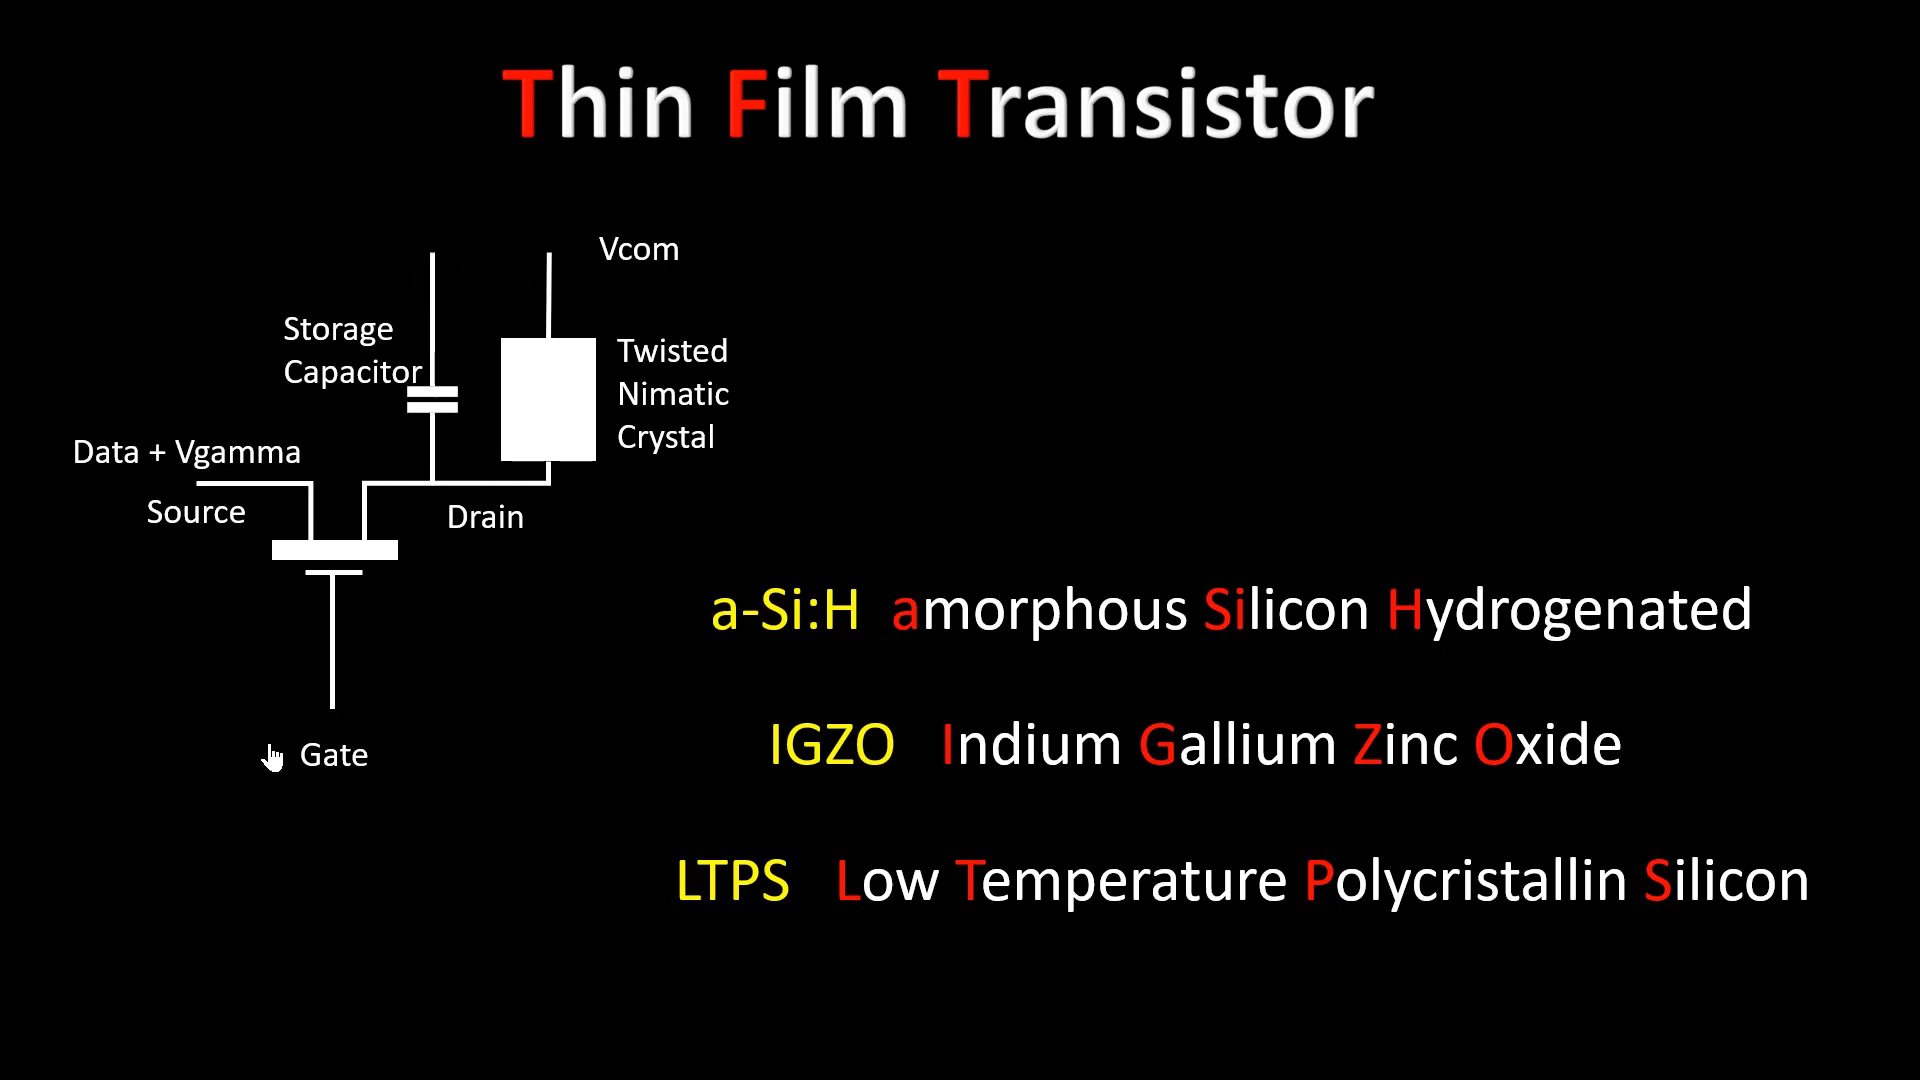 Thin Film Transistor
Vcom
Storage
Capacitor
Twisted
Nimatic
Crystal
Data + Vgamma
Source
Drain
Gate
a-Si:H amorphous Silicon Hydrogenated
IGZO Indium Gallium Zinc Oxide
LTPS Low Temperature Polycristallin Silicon